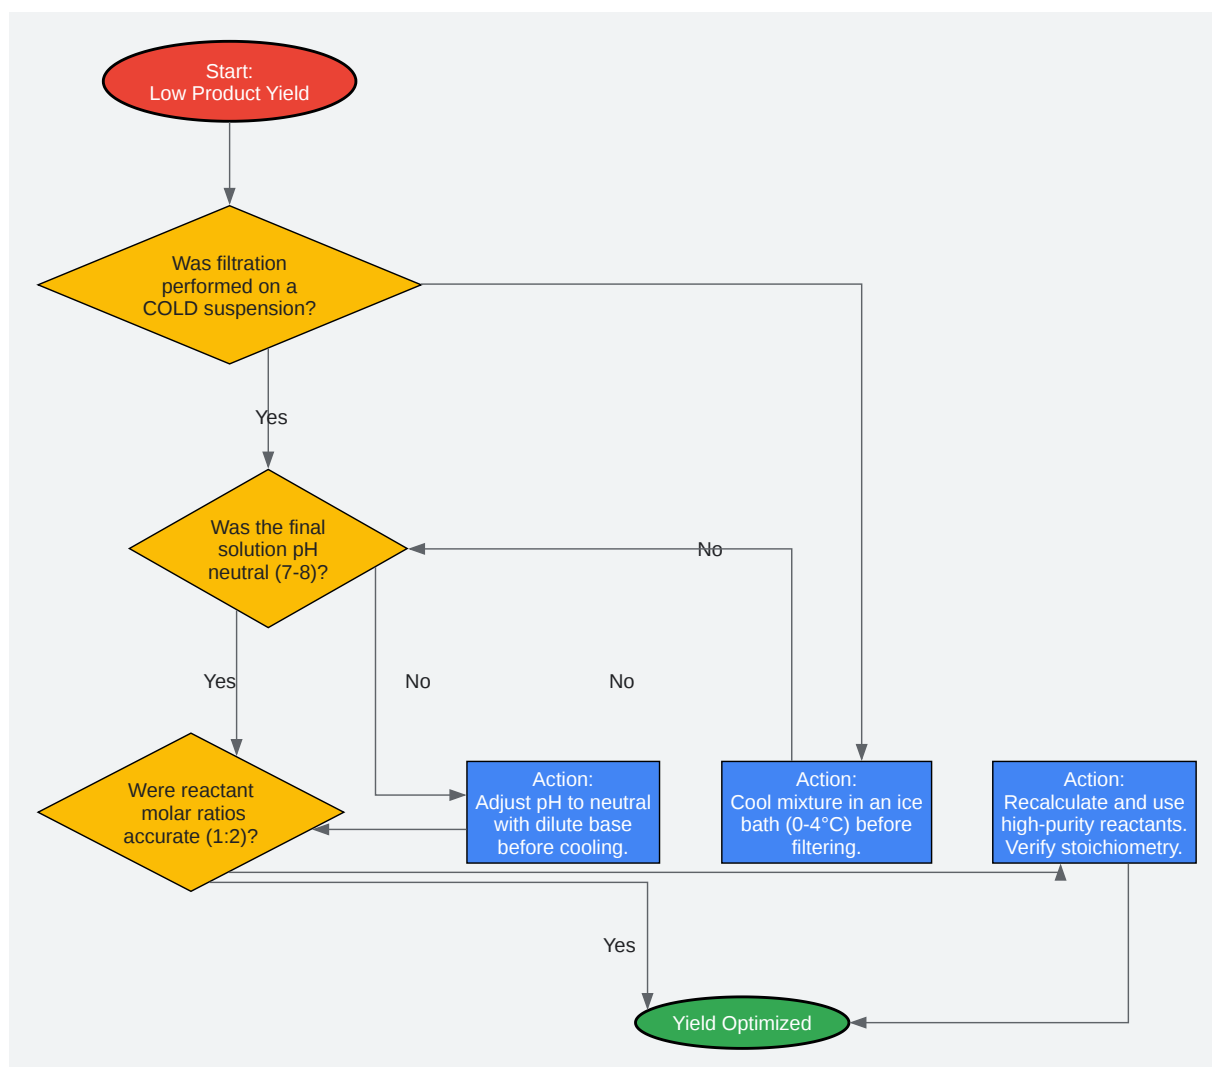 Start:
Low Product Yield
Was filtration
performed on a
COLD suspension?
Yes
Was the final
solution pH
neutral (7-8)?
No
Yes
No
No
Were reactant
molar ratios
accurate (1:2)?
Action:
Adjust pH to neutral
with dilute base
before cooling.
Action:
Cool mixture in an ice
bath (0-4°C) before
filtering.
Action:
Recalculate and use
high-purity reactants.
Verify stoichiometry.
Yes
Yield Optimized